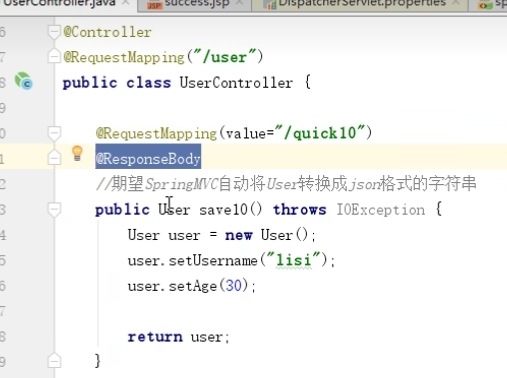 UserController.java × success.jsp × DispatcherServlet.properties × sp
6 @Controller
7 @RequestMapping("/user")
8 public class UserController {
9
0 @RequestMapping(value="/quick10")
1 @ResponseBody
2 //期望SpringMVC自动将User转换成json格式的字符串
3 public User save10() throws IOException {
4 User user = new User();
5 user.setUsername("lisi");
6 user.setAge(30);
7
8 return user;
9 }